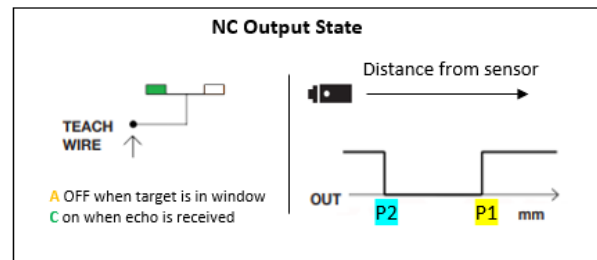 NC Output State
TEACH
WIRE
A OFF when target is in window
C on when echo is received
Distance from sensor
OUT
P2
P1
mm